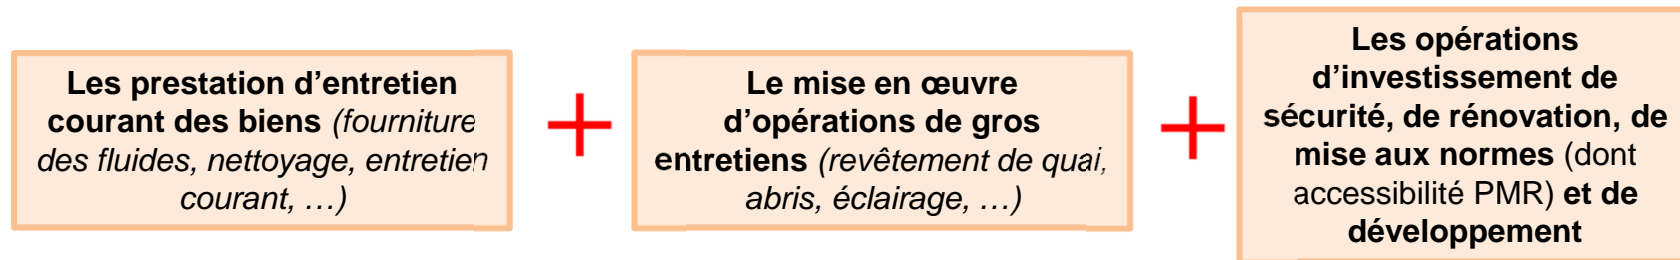 Les prestation d’entretien
courant des biens (fourniture
des fluides, nettoyage, entretien
courant, …)
+
Le mise en œuvre
d’opérations de gros
entretiens (revêtement de quai,
abris, éclairage, …)
+
Les opérations
d’investissement de
sécurité, de rénovation, de
mise aux normes (dont
accessibilité PMR) et de
développement